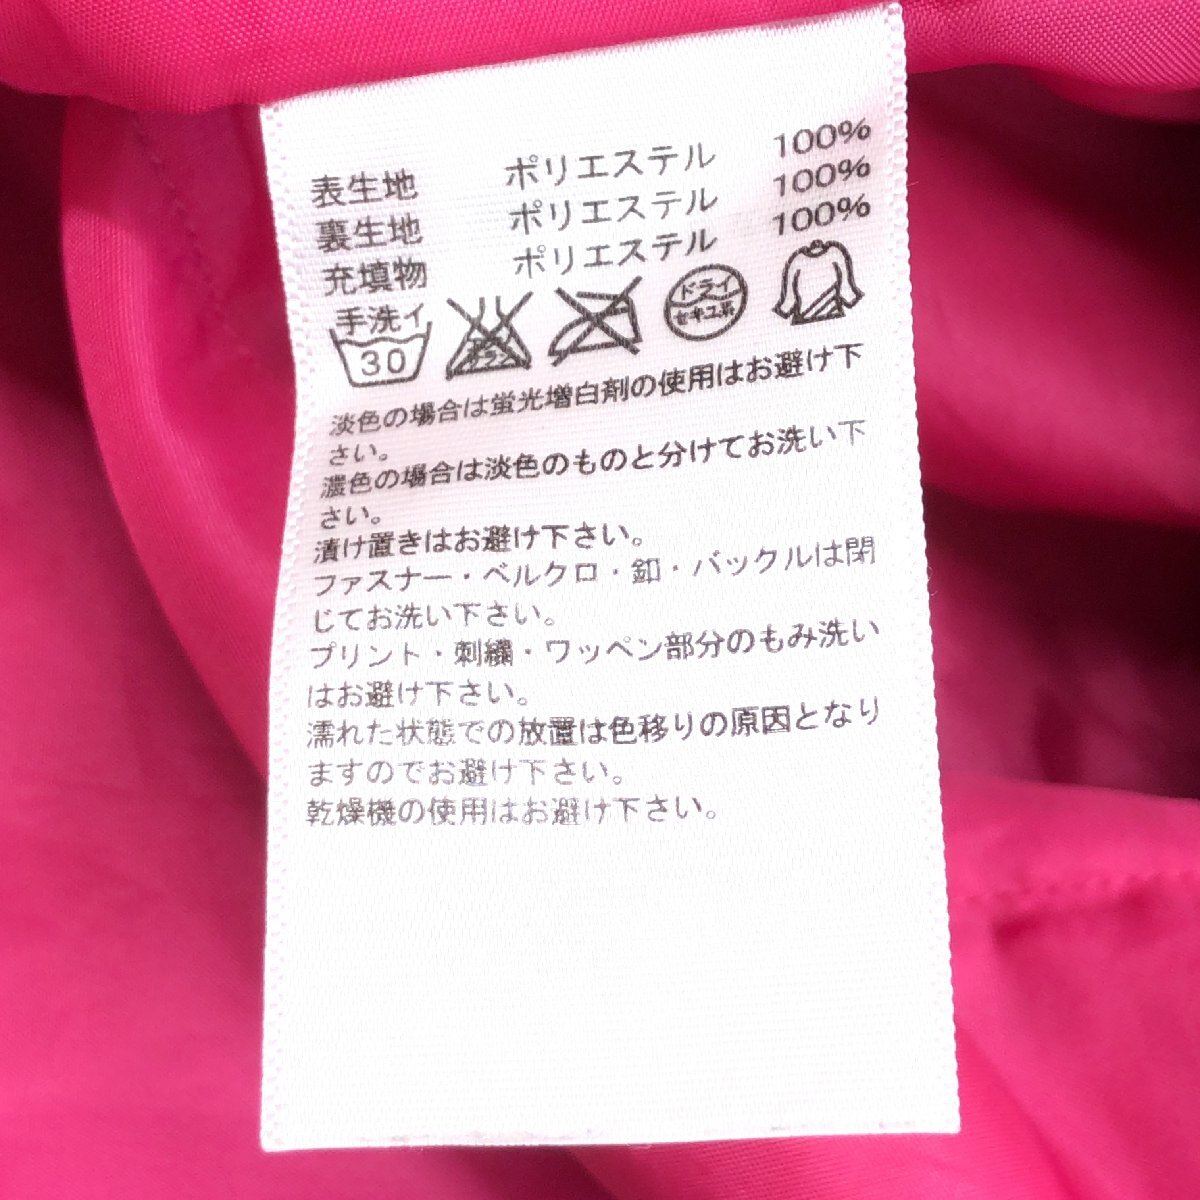 表生地 ポリエステル 100%
裏生地 ポリエステル 100%
充填物 ポリエステル 100%
手洗イ
30
ドライ
セキユ系
淡色の場合は蛍光増白剤の使用はお避け下
さい。
濃色の場合は淡色のものと分けてお洗い下
さい。
漬け置きはお避け下さい。
ファスナー・ベルクロ・釦・バックルは閉
じてお洗い下さい。
プリント・刺繍・ワッペン部分のもみ洗い
はお避け下さい。
濡れた状態での放置は色移りの原因となり
ますのでお避け下さい。
乾燥機の使用はお避け下さい。